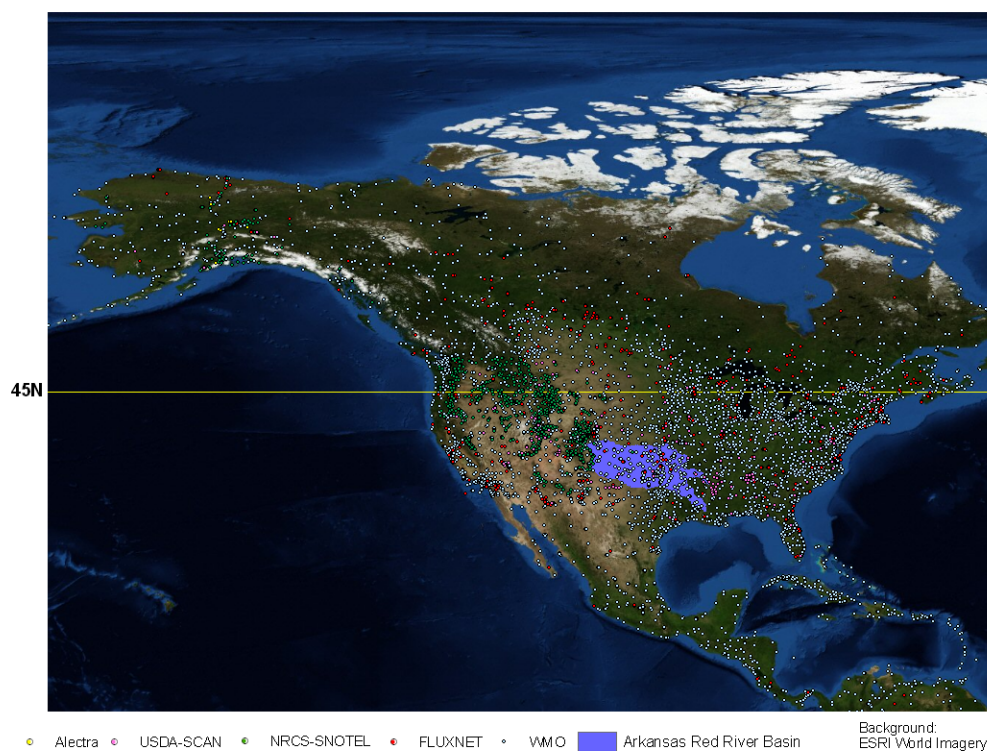 45N
Alectra
USDA-SCAN
NRCS-SNOTEL
FLUXNET
WMO
Arkansas Red River Basin
Background:
ESRI World Imagery